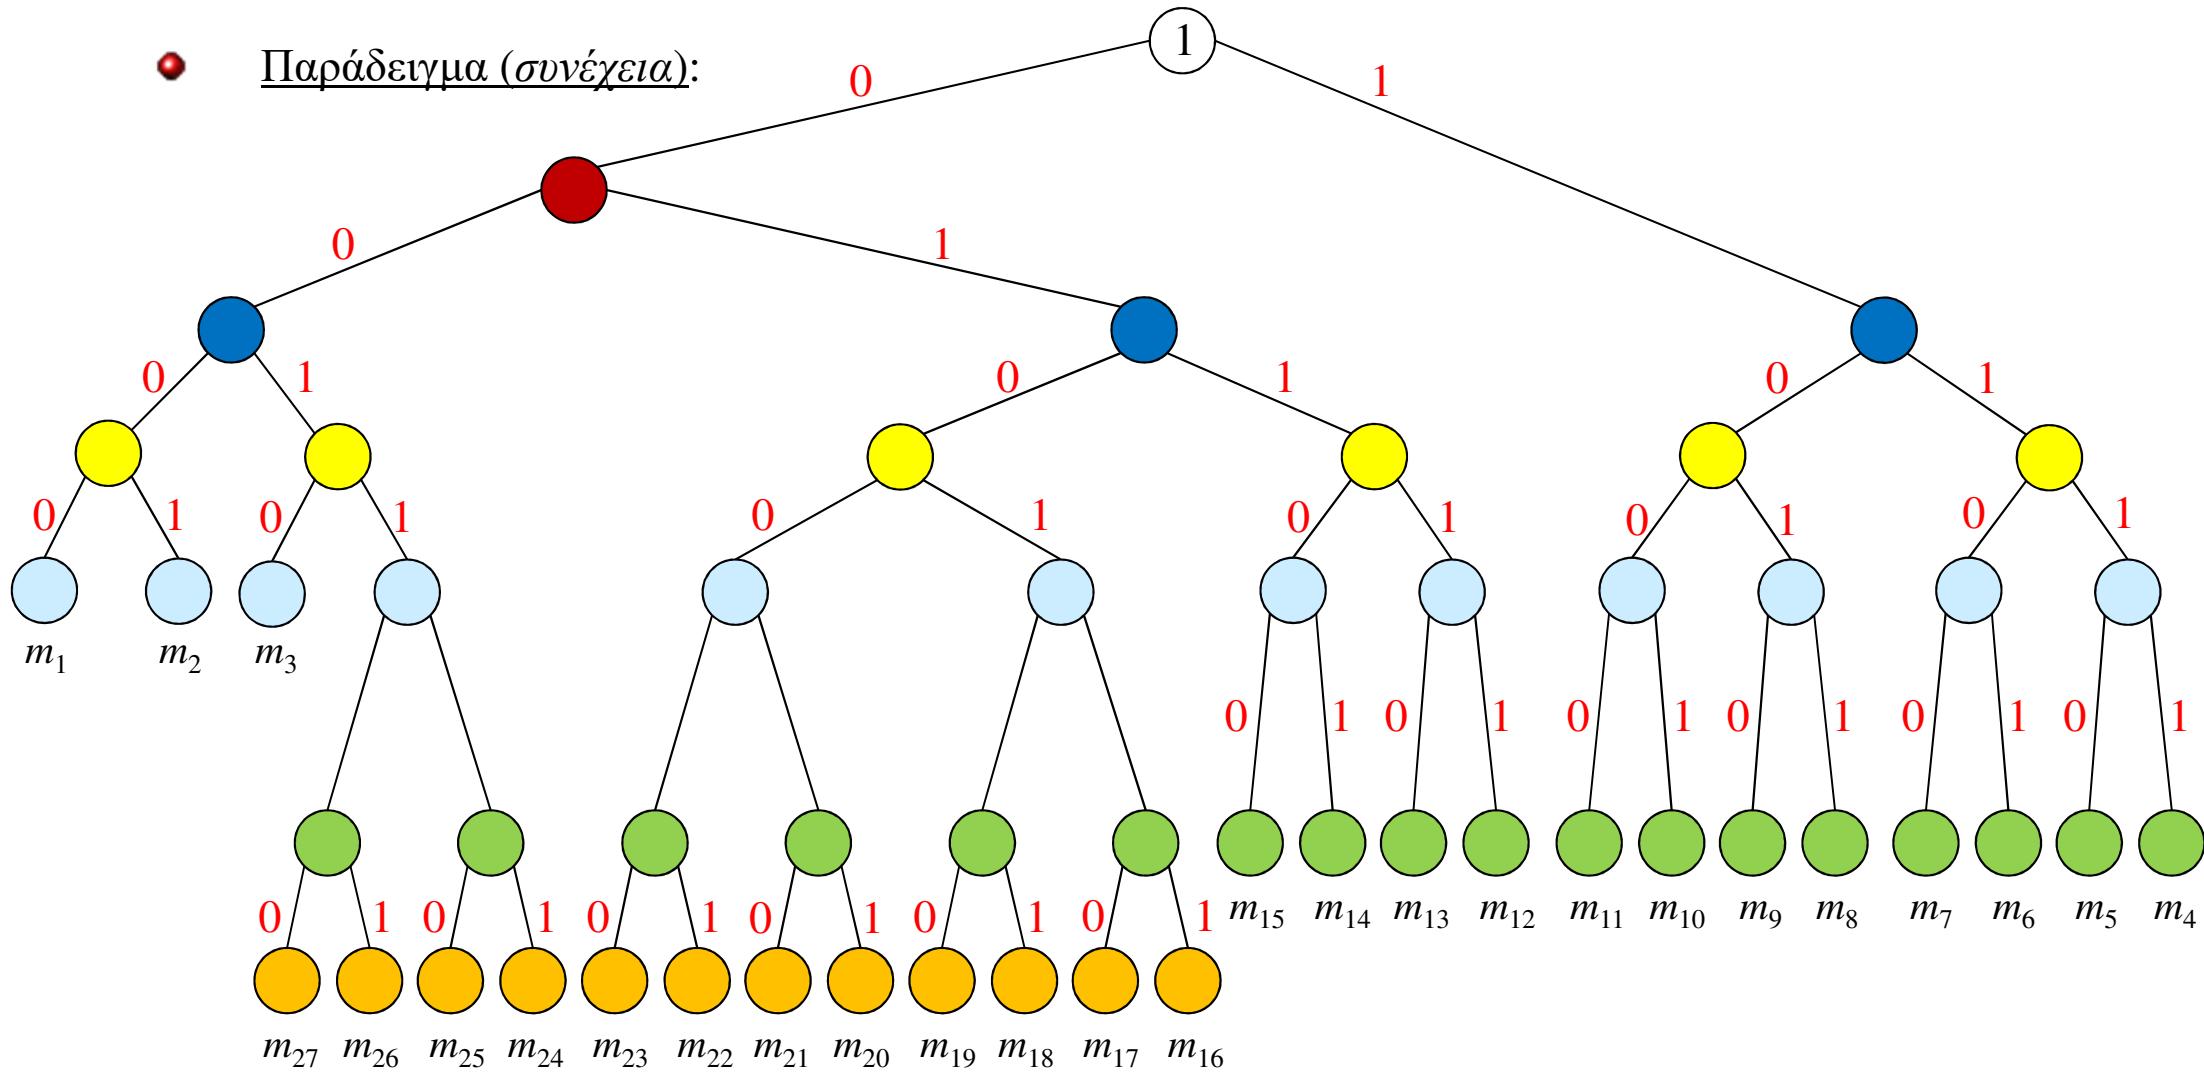 1
Παράδειγμα (συνέχεια):
0 1
0 1
0 1 0 1 0 1
0 1 0 1 0 1 0 1 0 1 0 1
m₁ m₂ m₃
0 1 0 1 0 1 0 1 0 1 0 1
m₁₅ m₁₄ m₁₃ m₁₂ m₁₁ m₁₀ m₉ m₈ m₇ m₆ m₅ m₄
0 1 0 1 0 1 0 1 0 1 0 1
m₂₇ m₂₆ m₂₅ m₂₄ m₂₃ m₂₂ m₂₁ m₂₀ m₁₉ m₁₈ m₁₇ m₁₆